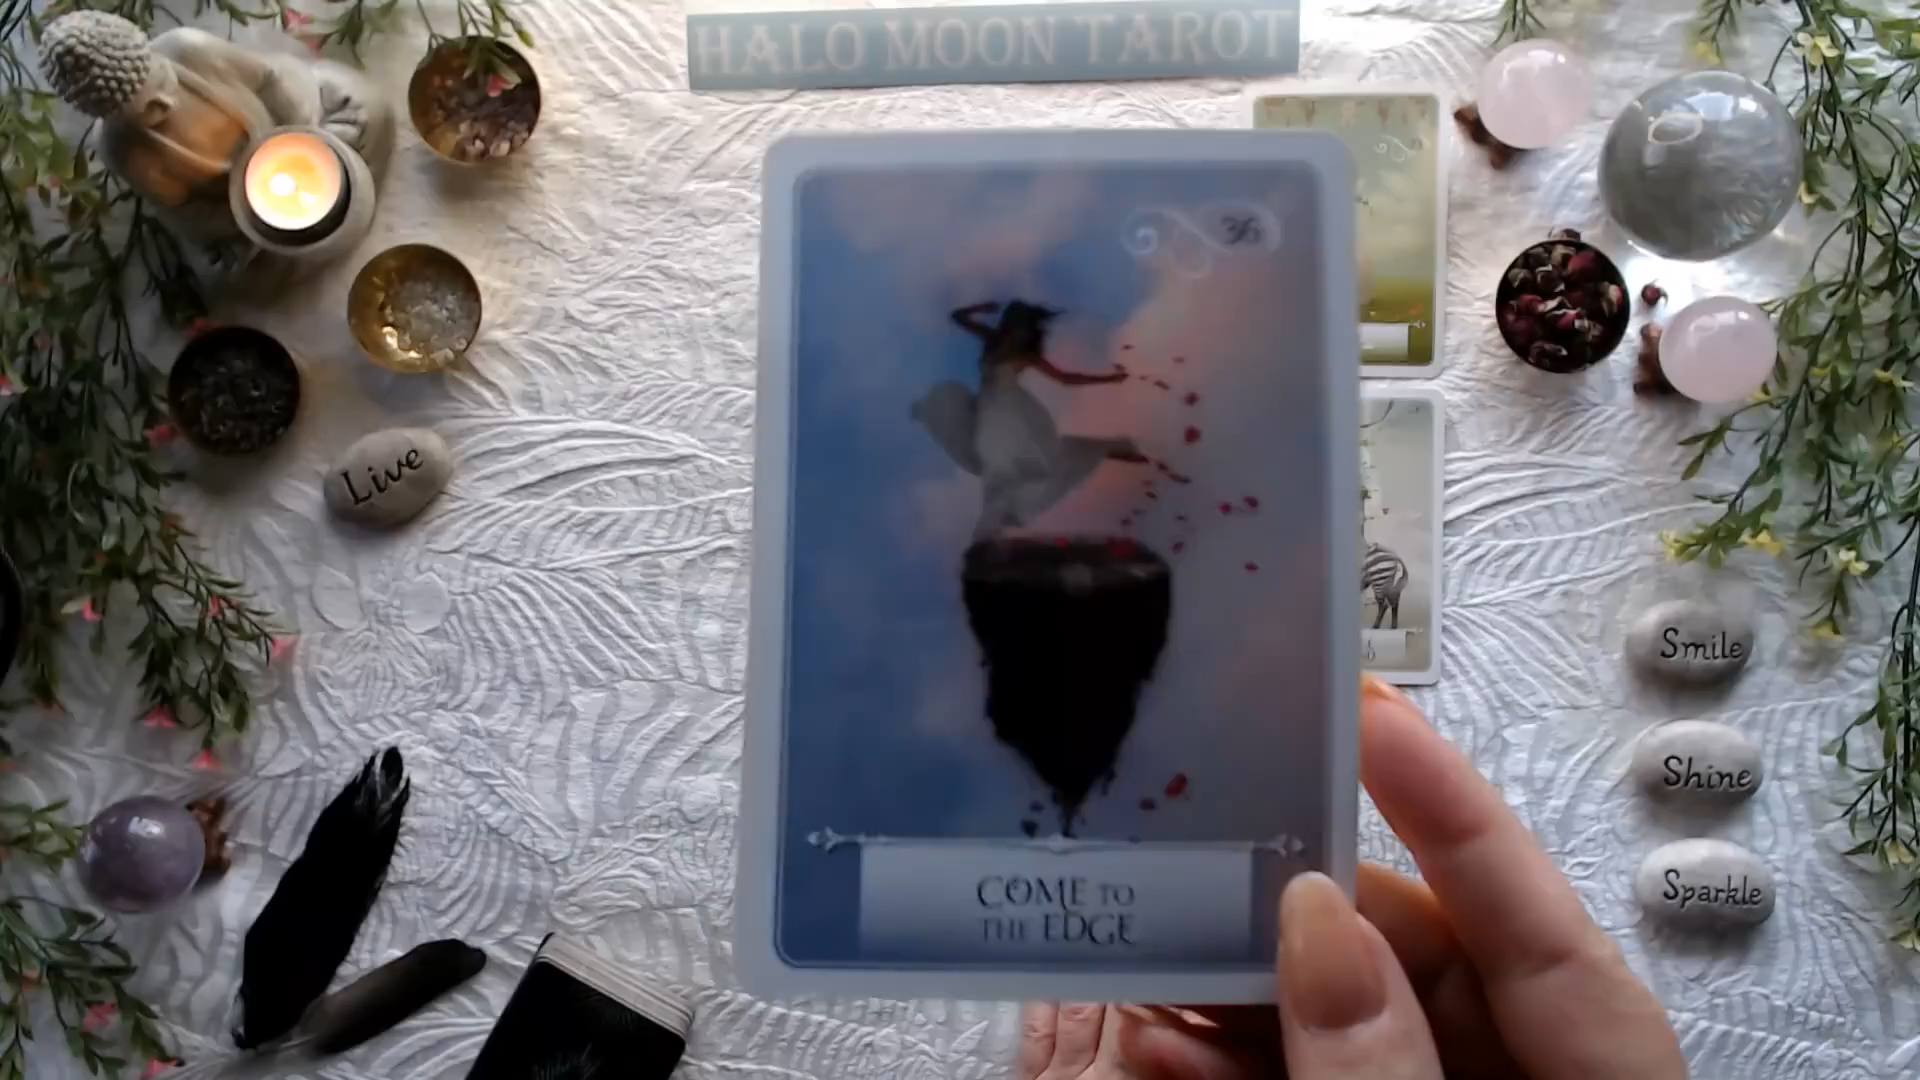 HALO MOON TAROT
36
COME TO
THE EDGE
Live
Smile
Shine
Sparkle